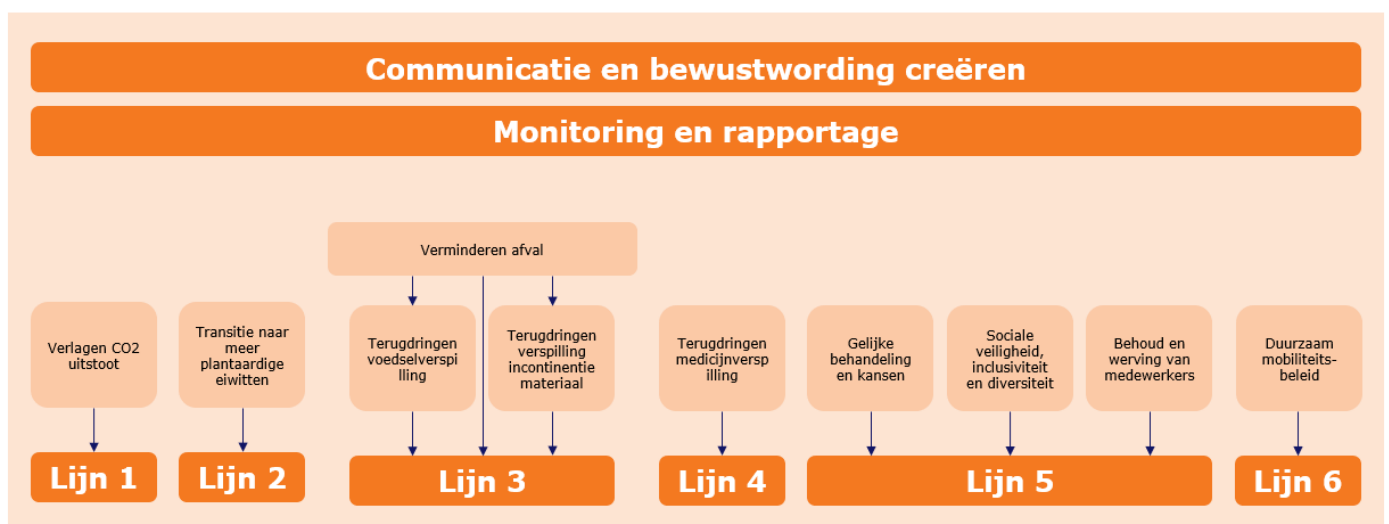 Communicatie en bewustwording creëren
Monitoring en rapportage
Verminderen afval
Verlagen CO2
uitstoot
Transitie naar
meer
plantaardige
eiwitten
Terugdringen
voedselverspi
lling
Terugdringen
verspilling
incontinentie
materiaal
Terugdringen
medicijnversp
illing
Gelijke
behandeling
en kansen
Sociale
veiligheid,
inclusiviteit
en diversiteit
Behoud en
werving van
medewerkers
Duurzaam
mobiliteits-
beleid
Lijn 1
Lijn 2
Lijn 3
Lijn 4
Lijn 5
Lijn 6